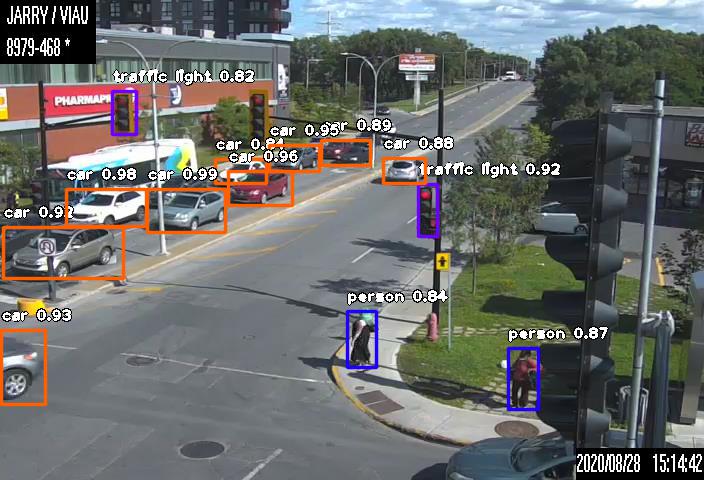 JARRY / VIAU
8979-468 *
traffic light 0.82
PHARMAPR
car 0.95
car 0.89
car 0.84
car 0.88
car 0.96
traffic light 0.92
car 0.98
car 0.99
car 0.92
person 0.84
car 0.93
person 0.87
2020/08/28 15:14:42